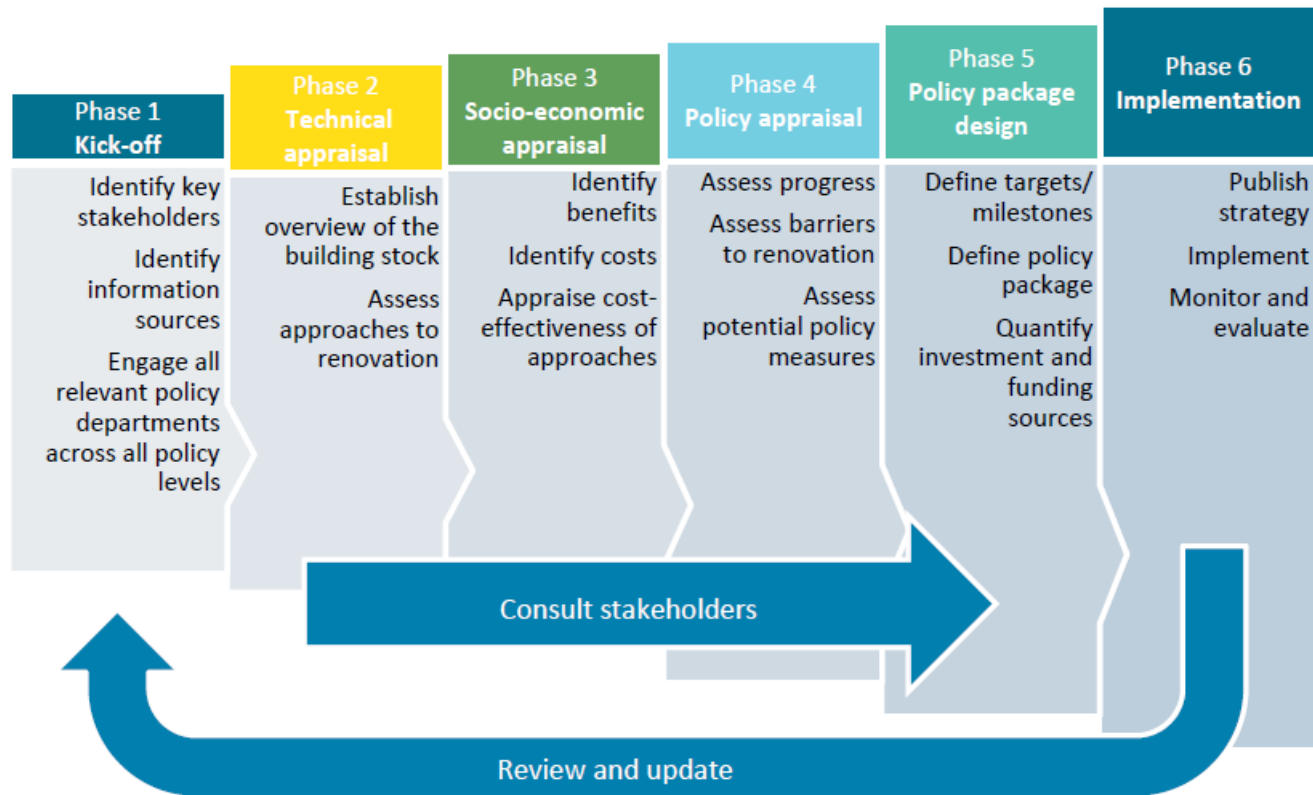 Phase 1
Kick-off
Identify key
stakeholders
Identify
information
sources
Engage all
relevant policy
departments
across all policy
levels
Phase 2
Technical
appraisal
Establish
overview of the
building stock
Assess
approaches to
renovation
Phase 3
Socio-economic
appraisal
Identify
benefits
Identify costs
Appraise cost-
effectiveness of
approaches
Phase 4
Policy appraisal
Assess progress
Assess barriers
to renovation
Assess
potential policy
measures
Phase 5
Policy package
design
Define targets/
milestones
Define policy
package
Quantify
investment and
funding
sources
Phase 6
Implementation
Publish
strategy
Implement
Monitor and
evaluate
Consult stakeholders
Review and update